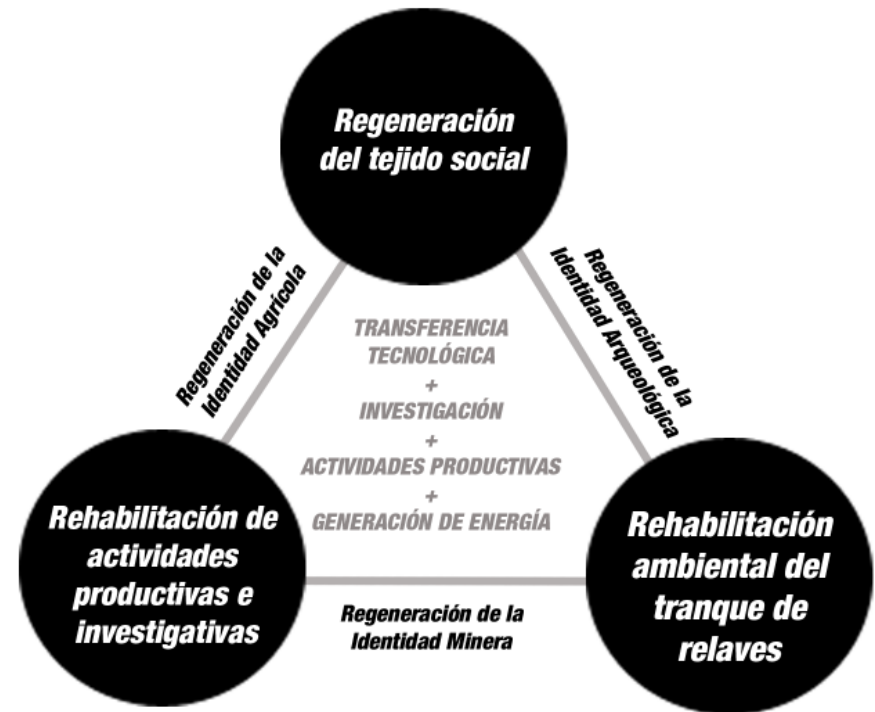 Regeneración
del tejido social
Regeneración de la
Identidad Agrícola
Regeneración de la
Identidad Arqueológica
TRANSFERENCIA
TECNOLÓGICA
+
INVESTIGACIÓN
+
ACTIVIDADES PRODUCTIVAS
+
GENERACIÓN DE ENERGÍA
Rehabilitación de
actividades
productivas e
investigativas
Rehabilitación
ambiental del
tranque de
relaves
Regeneración de la
Identidad Minera